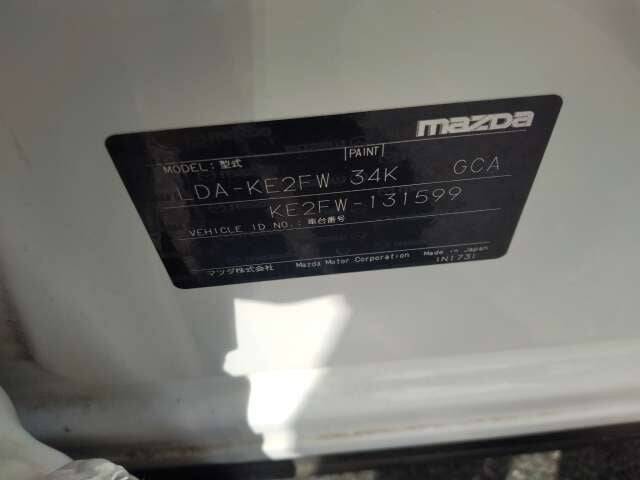 mazda
MODEL: 型式 PAINT
LDA-KE2FW 34K GCA
KE2FW-131599
VEHICLE ID NO.: 車台番号
マツダ株式会社 Mazda Motor Corporation Made in Japan
1N1731